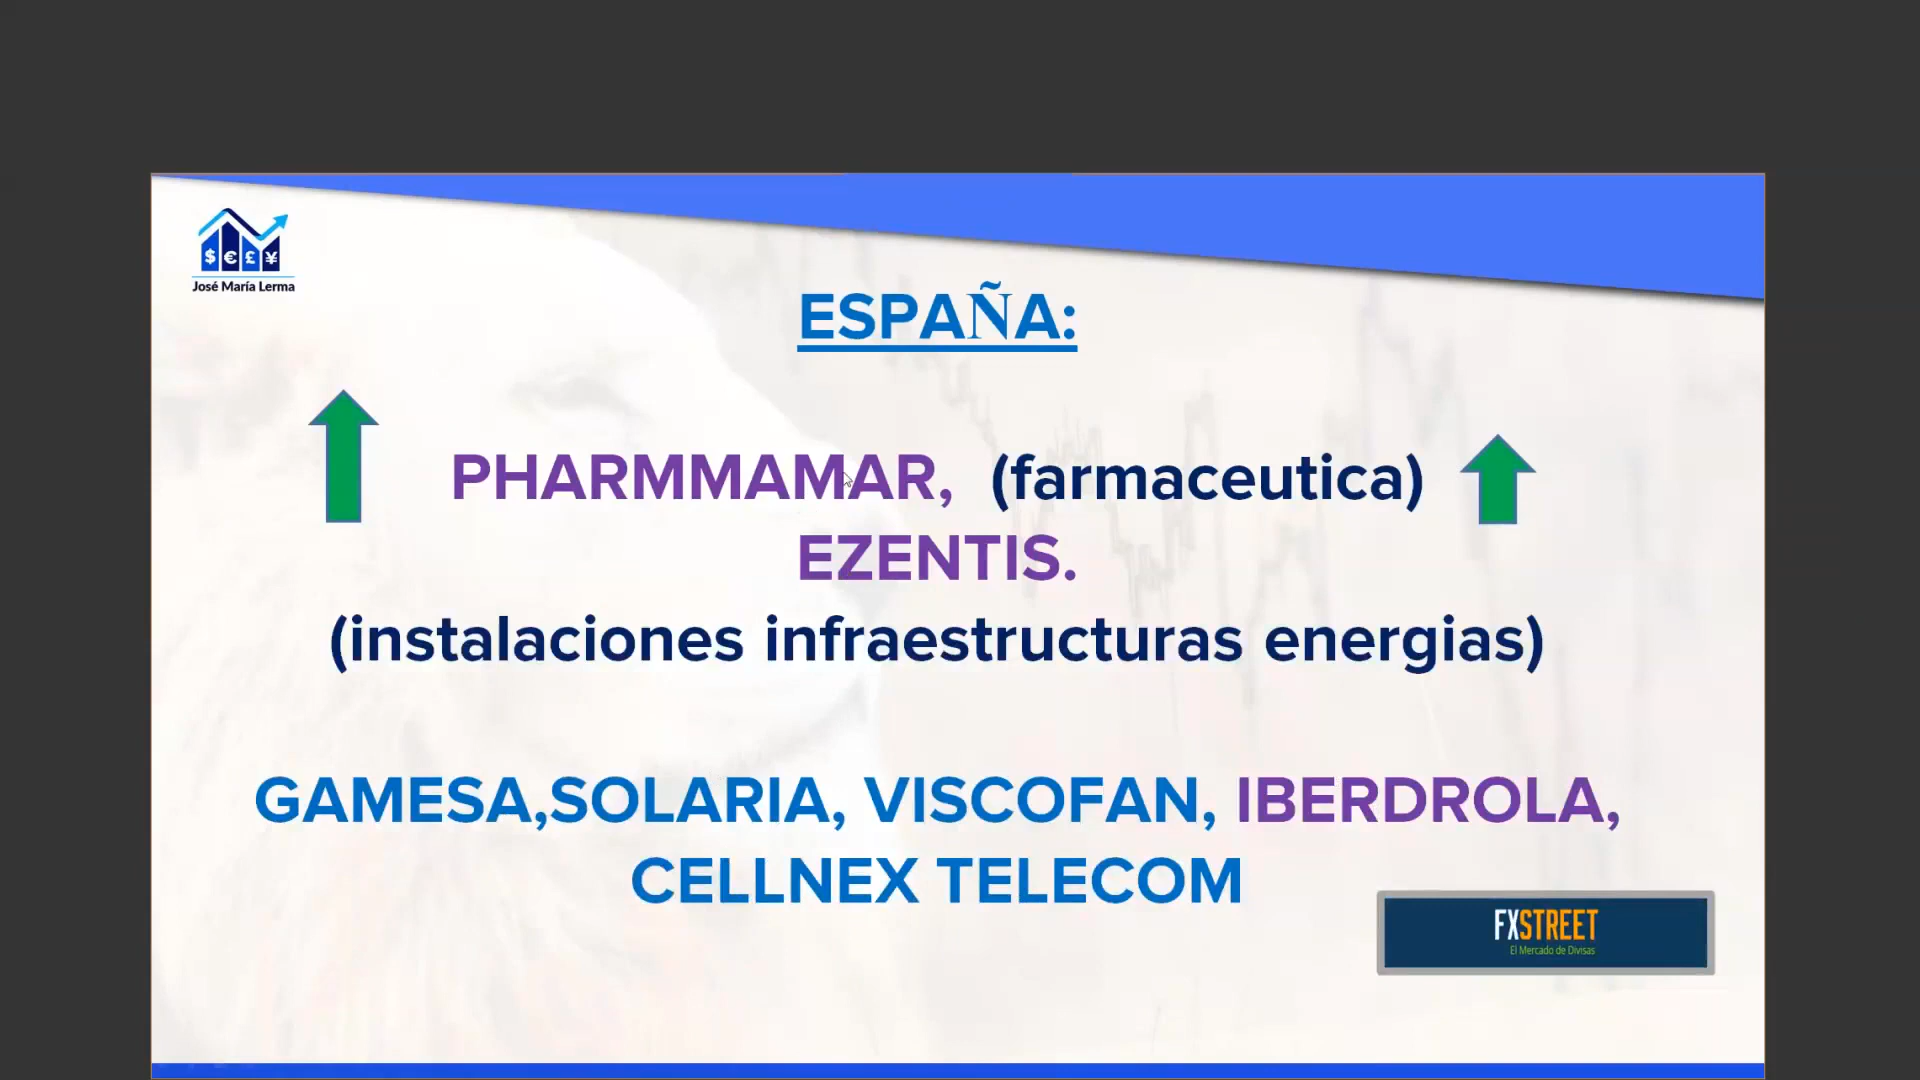 $ € £ ¥
José María Lerma
ESPAÑA:
PHARMMAMAR, (farmaceutica)
EZENTIS.
(instalaciones infraestructuras energias)
GAMESA,SOLARIA, VISCOFAN, IBERDROLA,
CELLNEX TELECOM
FXSTREET
El Mercado de Divisas